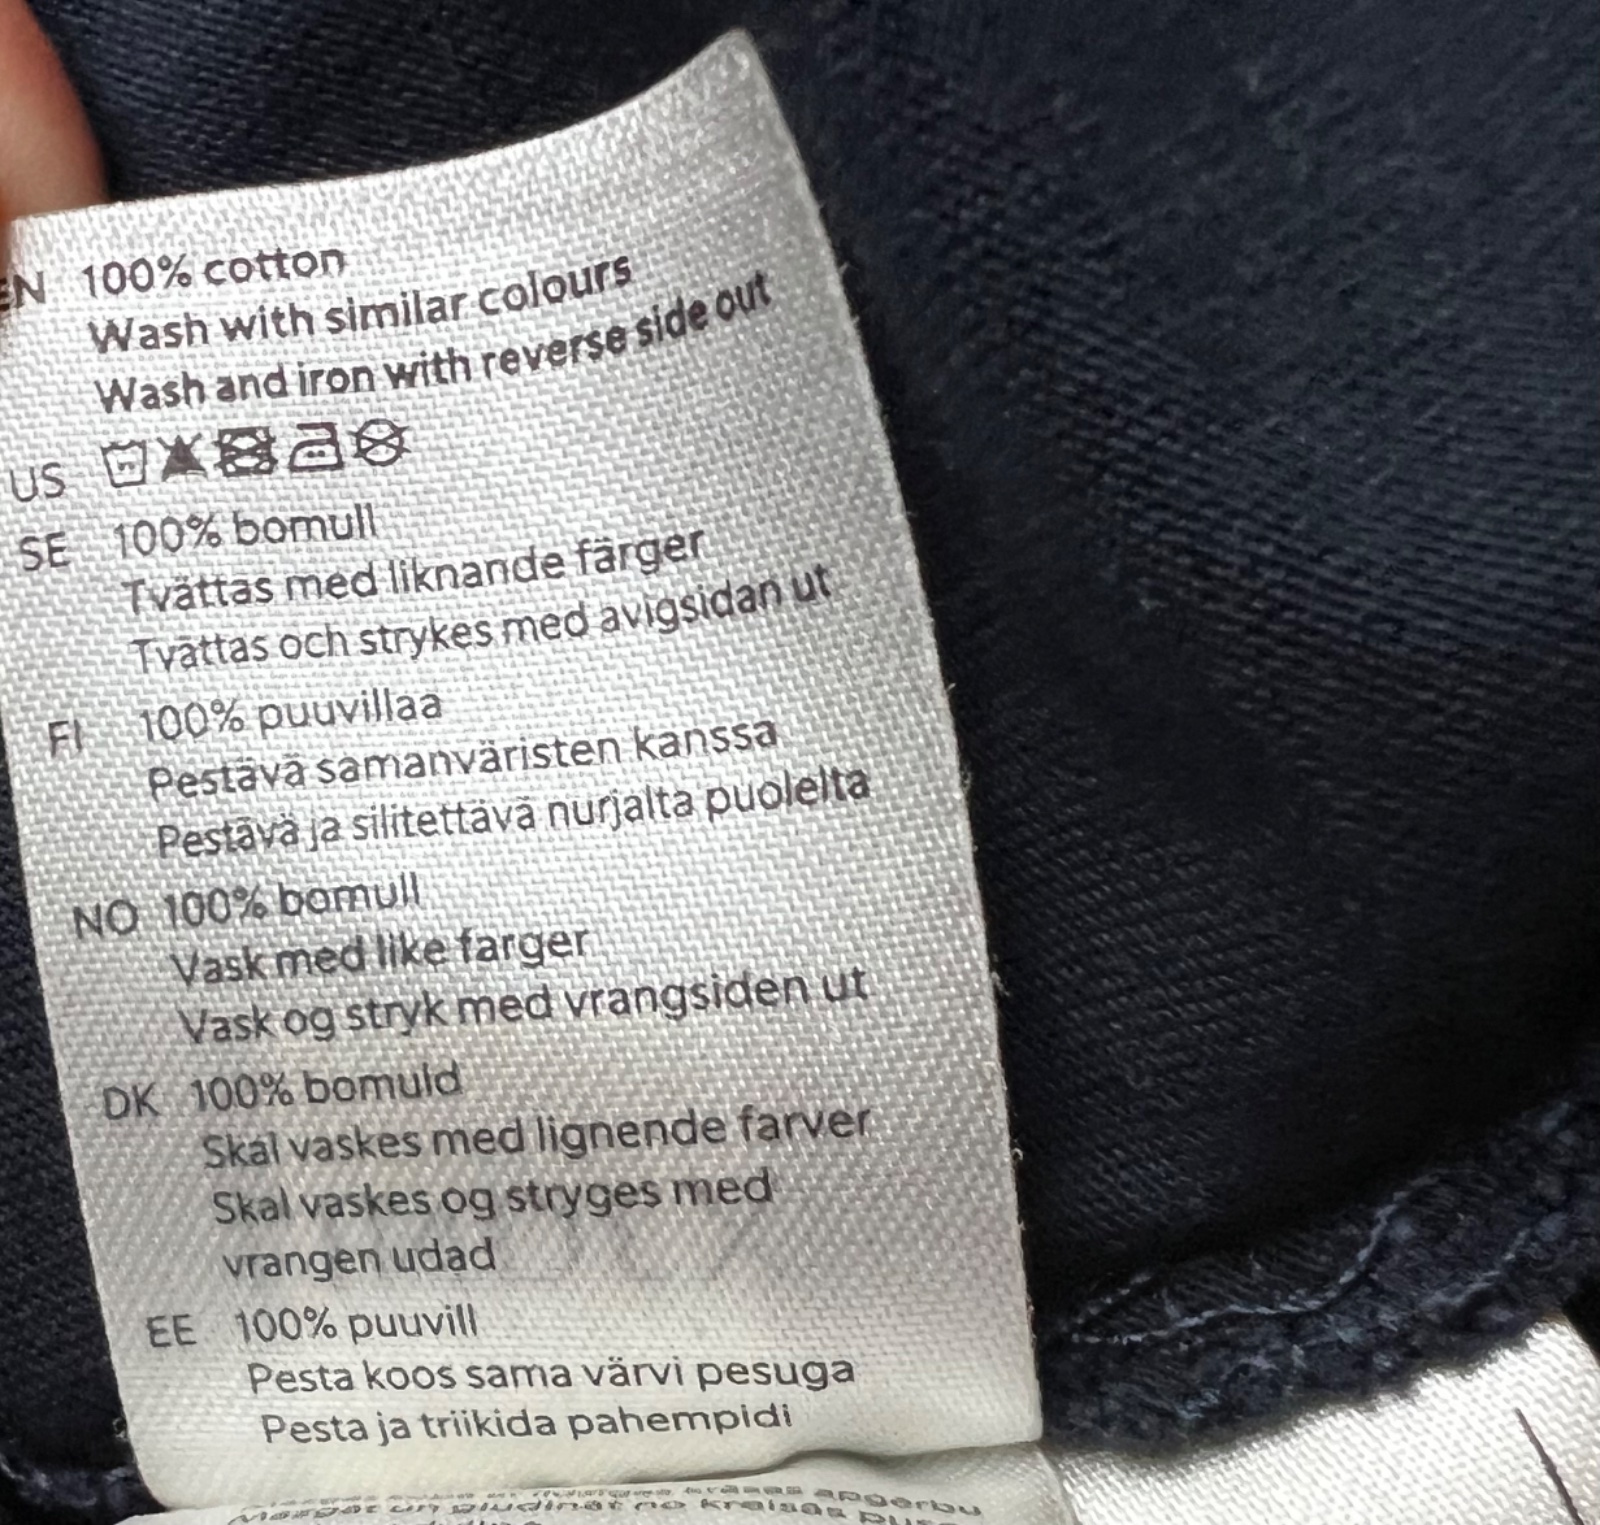 EN 100% cotton
Wash with similar colours
Wash and iron with reverse side out
US
SE 100% bomull
Tvättas med liknande färger
Tvättas och strykes med avigsidan ut
FI 100% puuvillaa
Pestävä samanväristen kanssa
Pestävä ja silitettävä nurjalta puolelta
NO 100% bomull
Vask med like farger
Vask og stryk med vrangsiden ut
DK 100% bomuld
Skal vaskes med lignende farver
Skal vaskes og stryges med
vrangen udad
EE 100% puuvill
Pesta koos sama värvi pesuga
Pesta ja triikida pahempidi